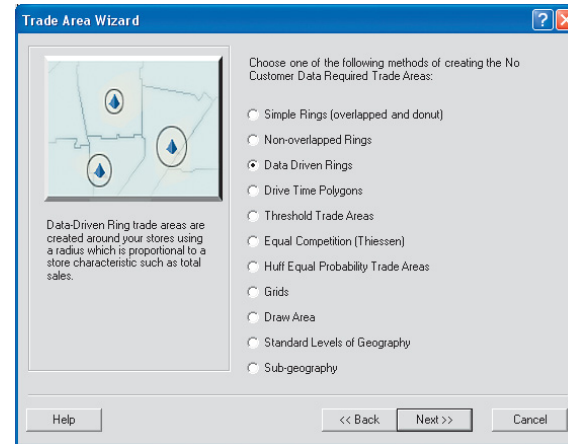 Trade Area Wizard
Choose one of the following methods of creating the No
Customer Data Required Trade Areas:
Simple Rings (overlapped and donut)
Non-overlapped Rings
Data Driven Rings
Drive Time Polygons
Threshold Trade Areas
Equal Competition (Thiessen)
Huff Equal Probability Trade Areas
Grids
Draw Area
Standard Levels of Geography
Sub-geography
Data-Driven Ring trade areas are
created around your stores using
a radius which is proportional to a
store characteristic such as total
sales.
Help
<< Back
Next >>
Cancel